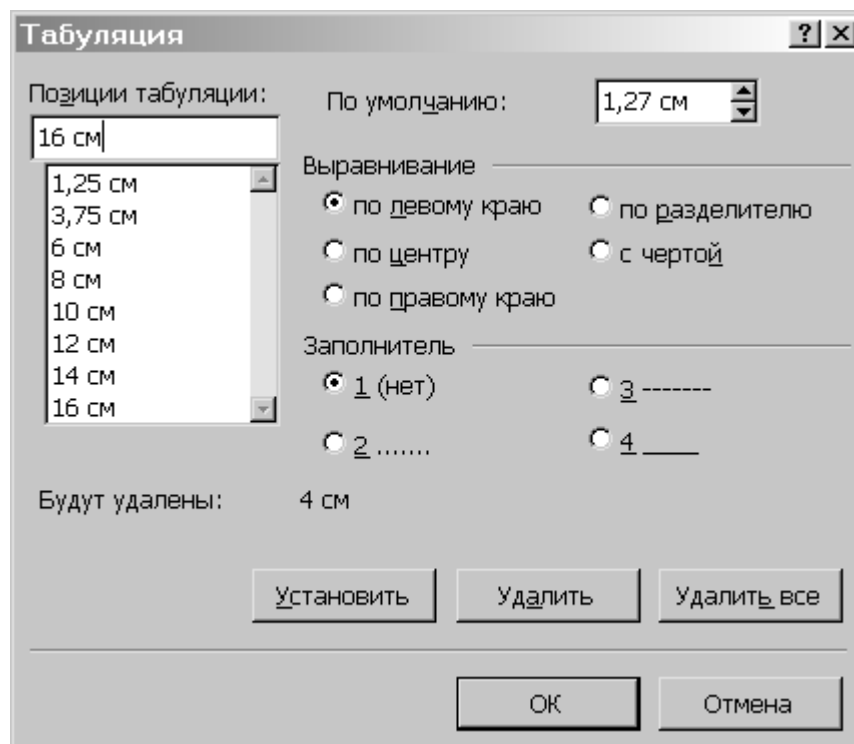 Табуляция
Позиции табуляции:
По умолчанию:
1,27 см
16 см
1,25 см
3,75 см
6 см
8 см
10 см
12 см
14 см
16 см
Выравнивание
по левому краю
по разделителю
по центру
с чертой
по правому краю
Заполнитель
1 (нет)
3 -------
2 .......
4 ____
Будут удалены: 4 см
Установить
Удалить
Удалить все
ОК
Отмена